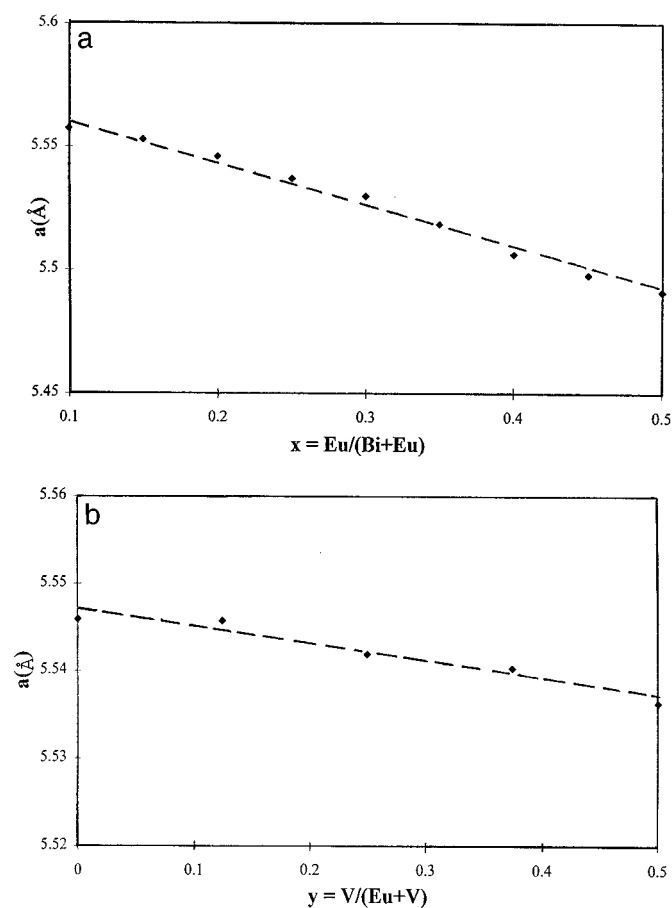 5.6
a
5.55
a(Å)
5.5
5.45
0.1 0.2 0.3 0.4 0.5
x = Eu/(Bi+Eu)
5.56
b
5.55
a(Å)
5.54
5.53
5.52
0 0.1 0.2 0.3 0.4 0.5
y = V/(Eu+V)